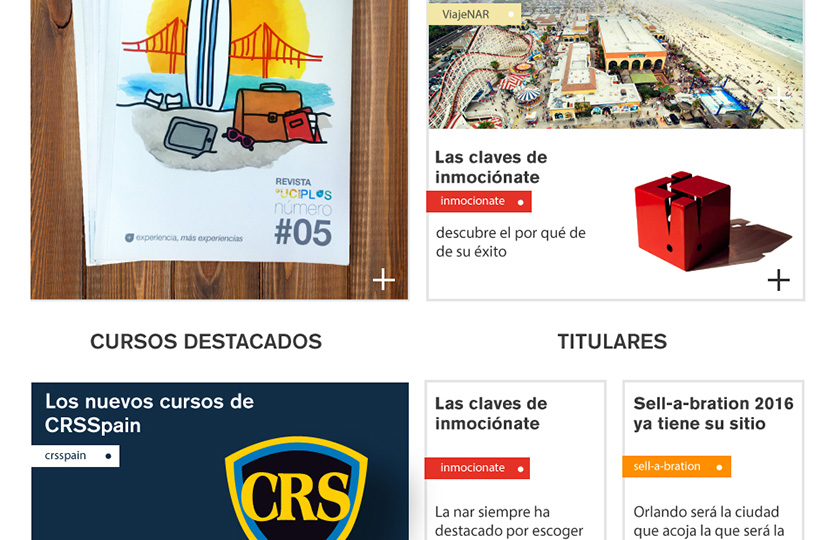 REVISTA
UCIPLUS
número
#05
experiencia, más experiencias
ViajeNAR
Las claves de
inmociónate
inmocionate
descubre el por qué de
de su éxito
CURSOS DESTACADOS
TITULARES
Los nuevos cursos de
CRSSpain
crsspain
CRS
Las claves de
inmociónate
inmocionate
La nar siempre ha
destacado por escoger
Sell-a-bration 2016
ya tiene su sitio
sell-a-bration
Orlando será la ciudad
que acoja la que será la